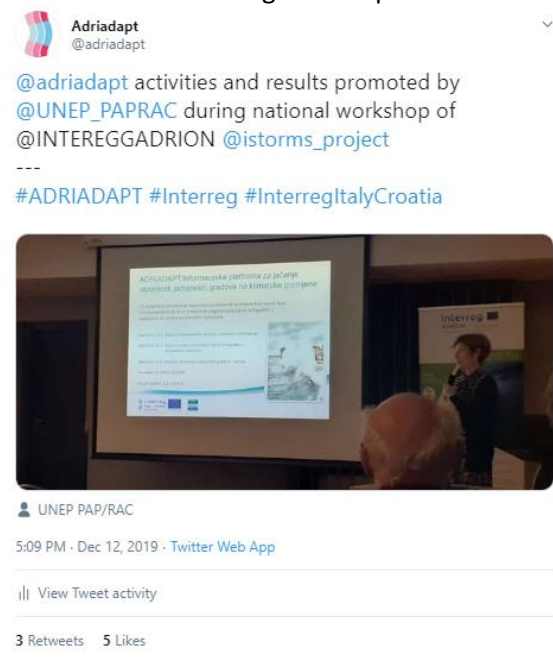 Adriadapt
@adriadapt
@adriadapt activities and results promoted by
@UNEP_PAPRAC during national workshop of
@INTEREGGADRION @istorms_project
---
#ADRIADAPT #Interreg #InterregItalyCroatia
ADRIADAPT Informacijska platforma za jačanje
otpornosti jadranskih gradova na klimatske promjene
Interreg
UNEP PAP/RAC
5:09 PM · Dec 12, 2019 · Twitter Web App
View Tweet activity
3 Retweets 5 Likes